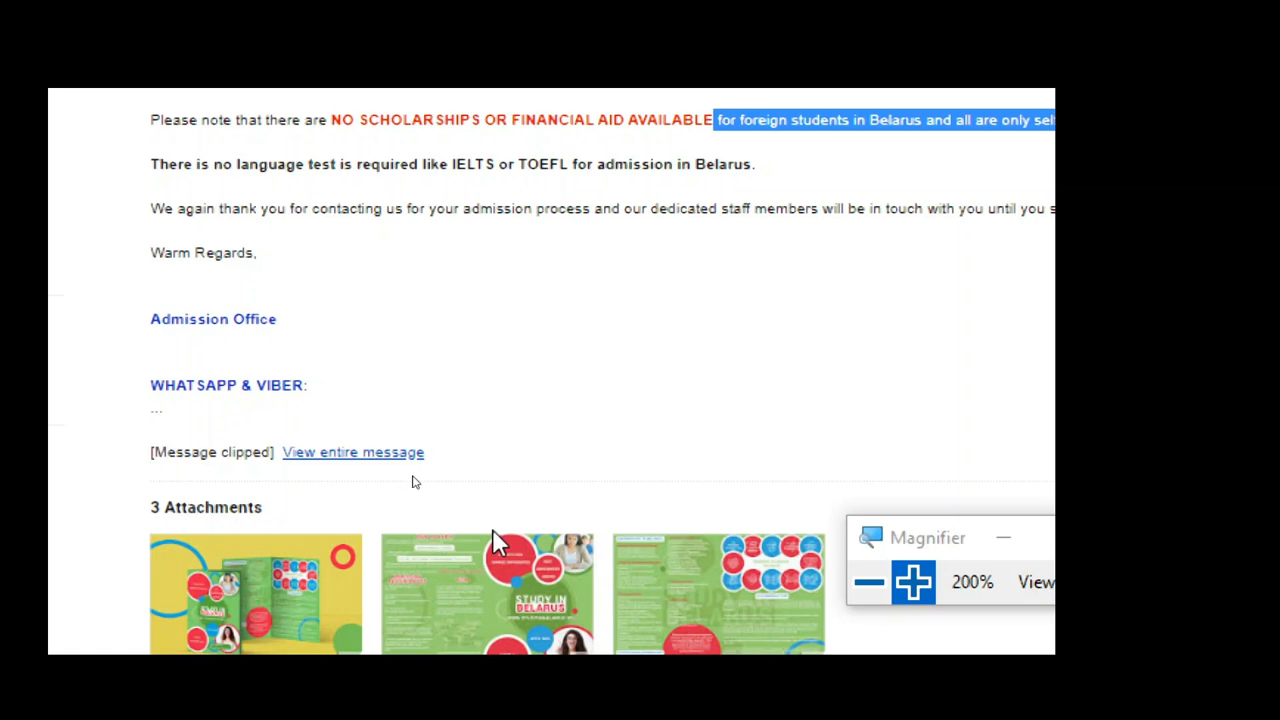 Please note that there are NO SCHOLARSHIPS OR FINANCIAL AID AVAILABLE for foreign students in Belarus and all are only sel
There is no language test is required like IELTS or TOEFL for admission in Belarus.
We again thank you for contacting us for your admission process and our dedicated staff members will be in touch with you until you s
Warm Regards,
Admission Office
WHATSAPP & VIBER:
...
[Message clipped] View entire message
3 Attachments
Magnifier
200% View
STUDY IN
BELARUS